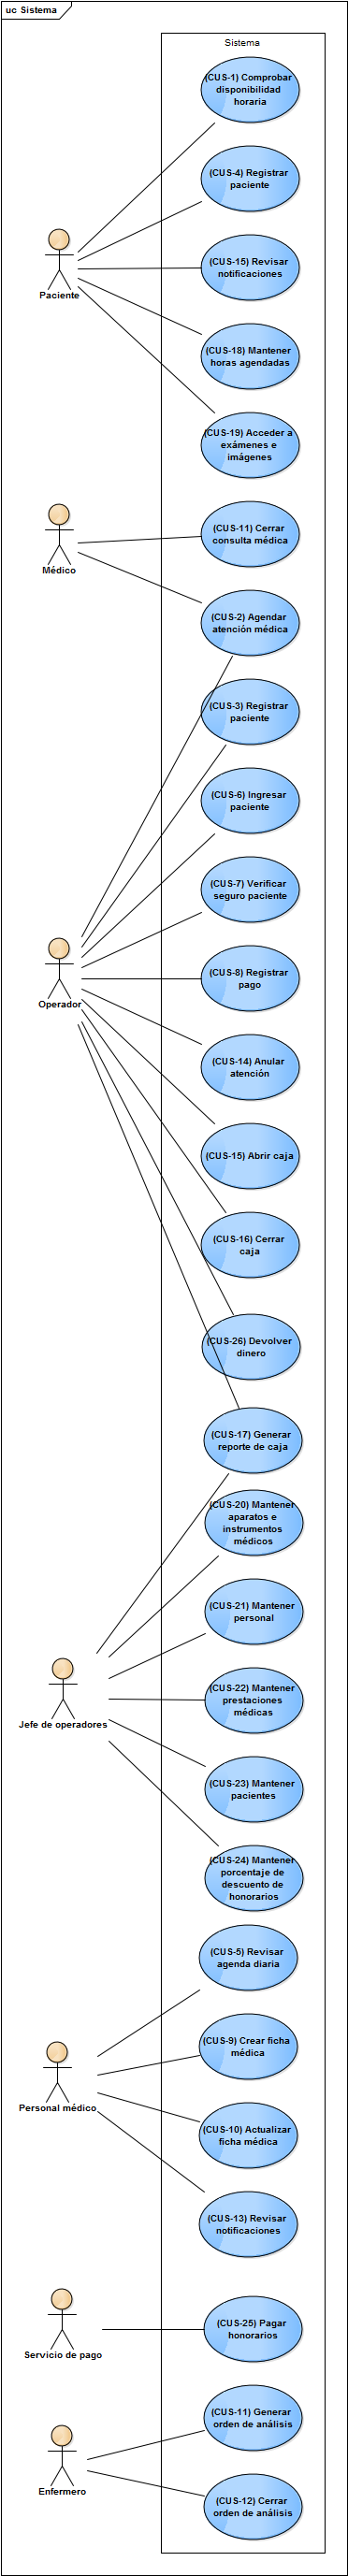 uc Sistema
Sistema
(CUS-1) Comprobar
disponibilidad
horaria
(CUS-4) Registrar
paciente
(CUS-15) Revisar
notificaciones
Paciente
(CUS-18) Mantener
horas agendadas
(CUS-19) Acceder a
exámenes e
imágenes
(CUS-11) Cerrar
consulta médica
Médico
(CUS-2) Agendar
atención médica
(CUS-3) Registrar
paciente
(CUS-6) Ingresar
paciente
(CUS-7) Verificar
seguro paciente
(CUS-8) Registrar
pago
Operador
(CUS-14) Anular
atención
(CUS-15) Abrir caja
(CUS-16) Cerrar
caja
(CUS-26) Devolver
dinero
(CUS-17) Generar
reporte de caja
(CUS-20) Mantener
aparatos e
instrumentos
médicos
(CUS-21) Mantener
personal
(CUS-22) Mantener
prestaciones
médicas
Jefe de operadores
(CUS-23) Mantener
pacientes
(CUS-24) Mantener
porcentaje de
descuento de
honorarios
(CUS-5) Revisar
agenda diaria
(CUS-9) Crear ficha
médica
Personal médico
(CUS-10) Actualizar
ficha médica
(CUS-13) Revisar
notificaciones
(CUS-25) Pagar
honorarios
Servicio de pago
(CUS-11) Generar
orden de análisis
Enfermero
(CUS-12) Cerrar
orden de análisis